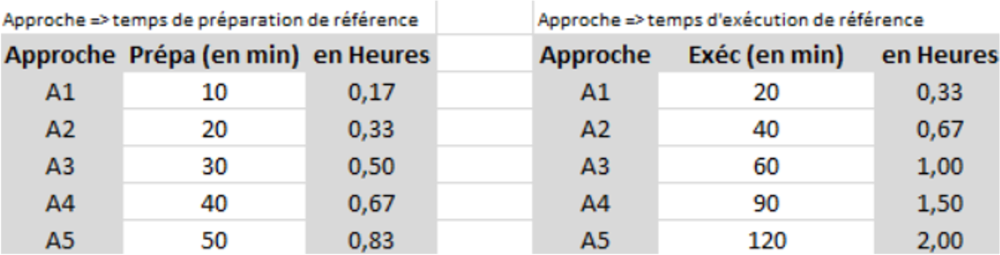 Approche => temps de préparation de référence Approche => temps d'exécution de référence
Approche Prépa (en min) en Heures Approche Exéc (en min) en Heures
A1 10 0,17 A1 20 0,33
A2 20 0,33 A2 40 0,67
A3 30 0,50 A3 60 1,00
A4 40 0,67 A4 90 1,50
A5 50 0,83 A5 120 2,00